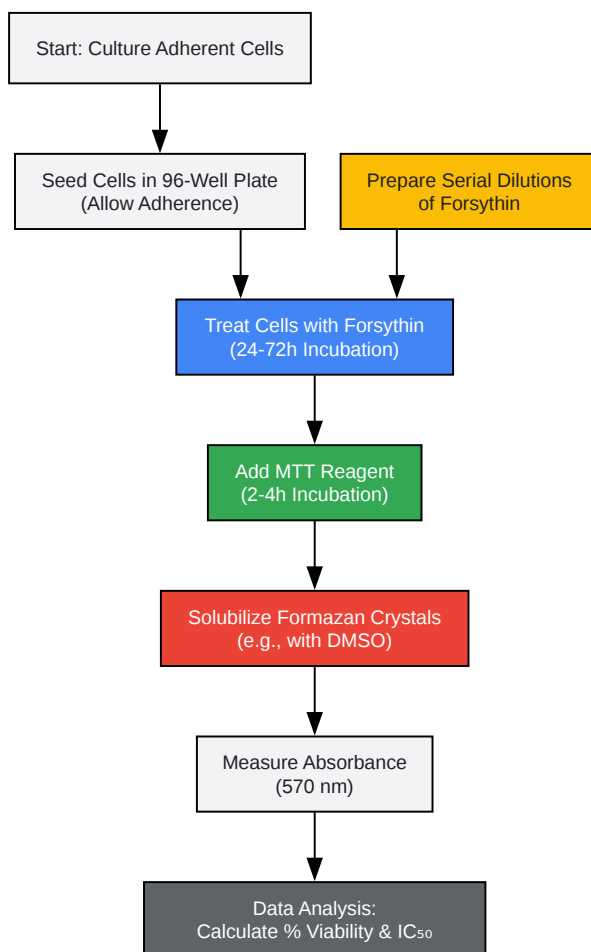 Start: Culture Adherent Cells
Seed Cells in 96-Well Plate
(Allow Adherence)
Prepare Serial Dilutions
of Forsythin
Treat Cells with Forsythin
(24-72h Incubation)
Add MTT Reagent
(2-4h Incubation)
Solubilize Formazan Crystals
(e.g., with DMSO)
Measure Absorbance
(570 nm)
Data Analysis:
Calculate % Viability & IC₅₀